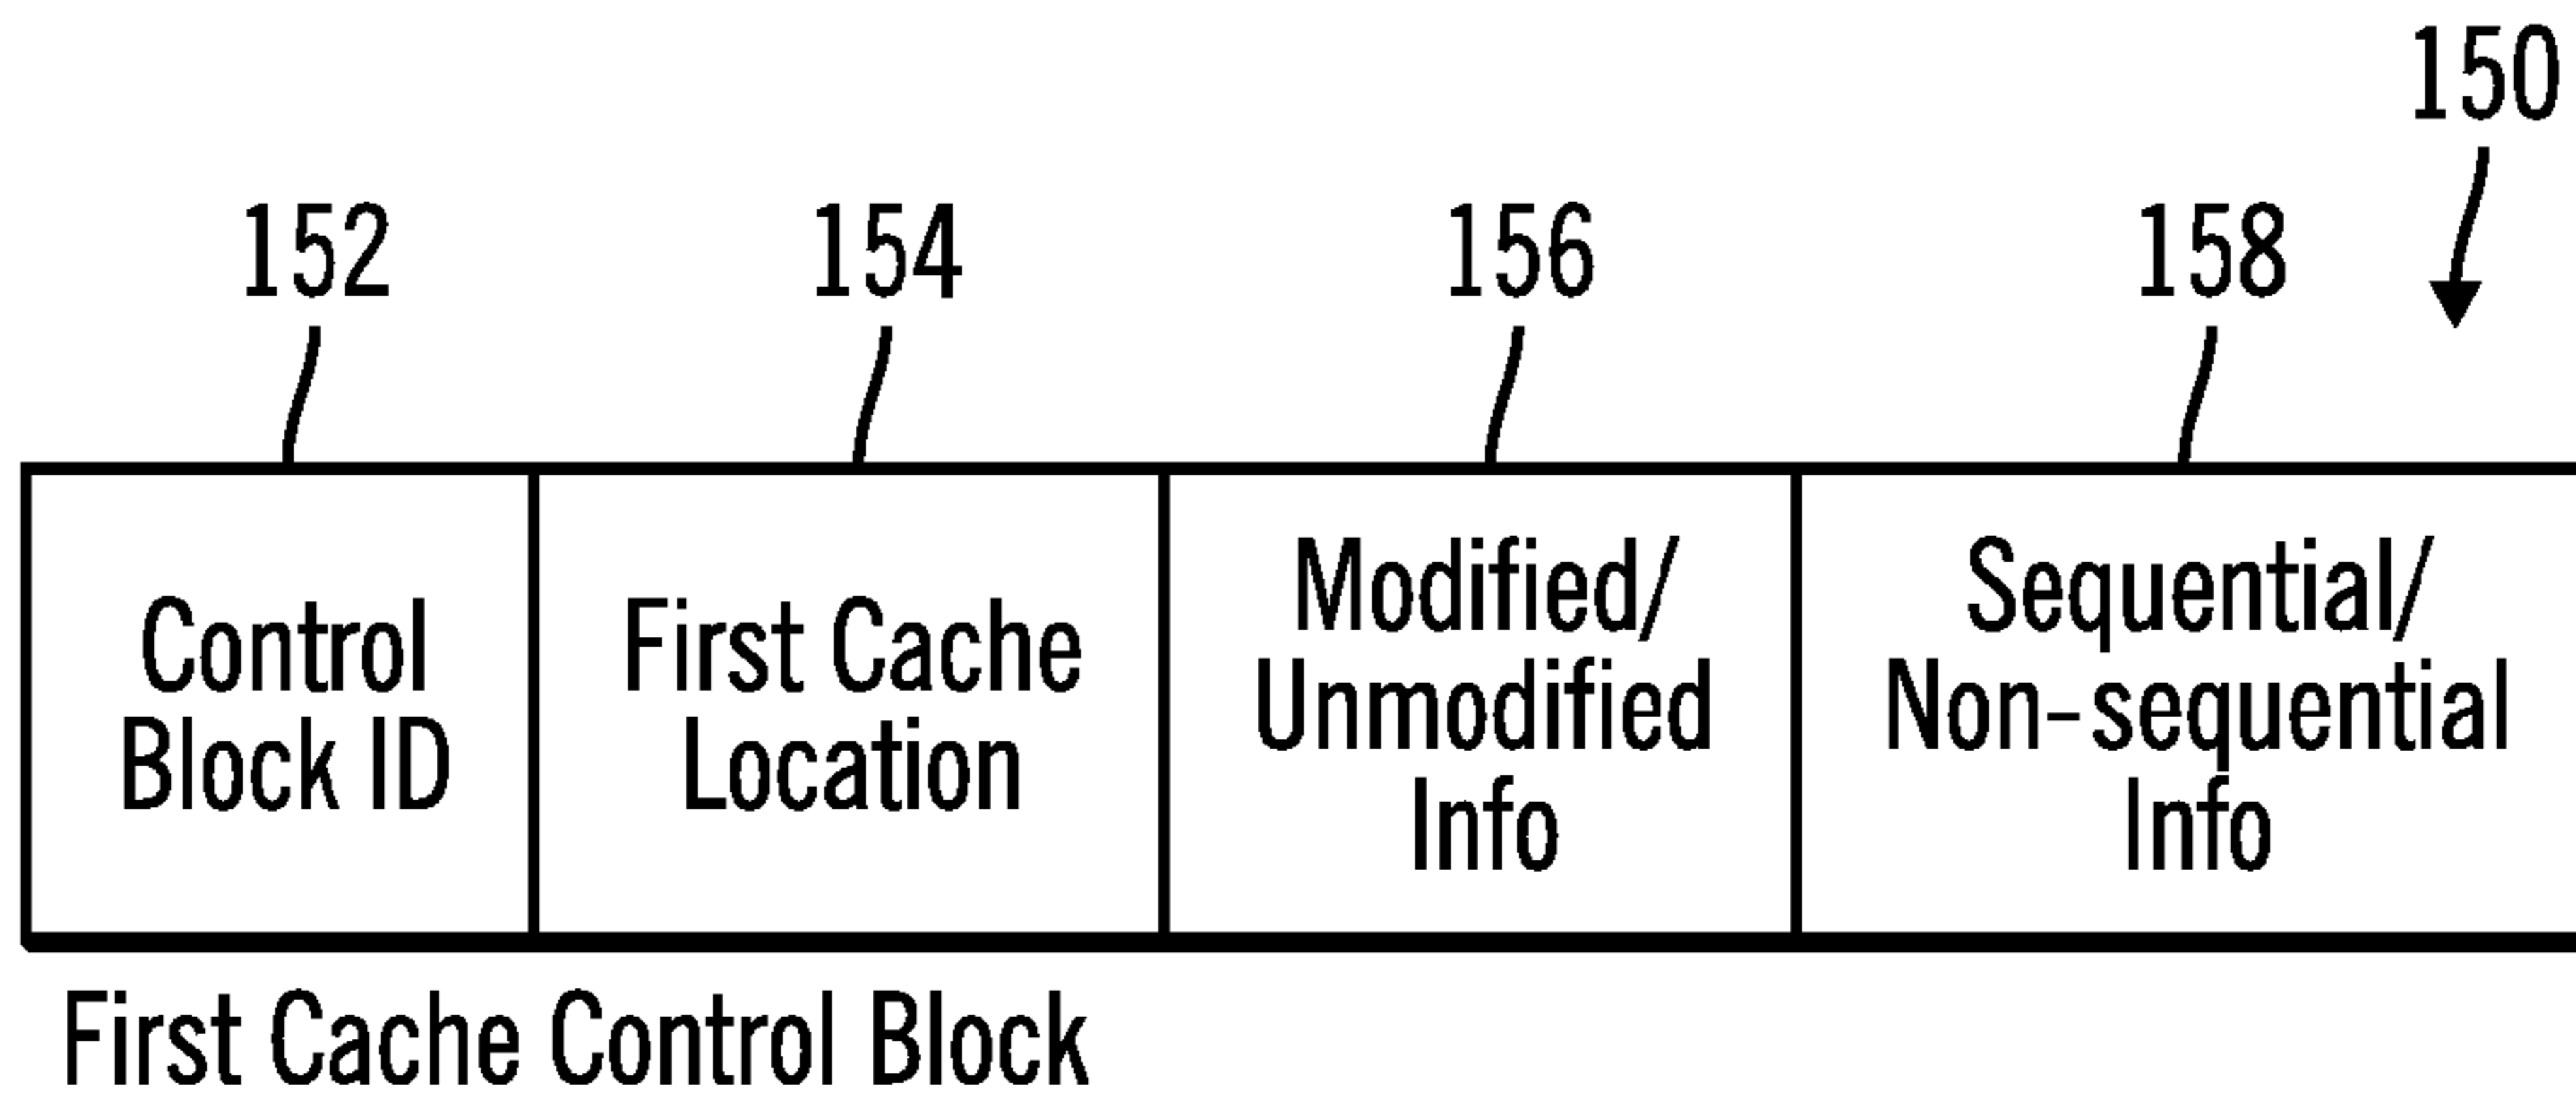 150
152 154 156 158
Control
Block ID
First Cache
Location
Modified/
Unmodified
Info
Sequential/
Non-sequential
Info
First Cache Control Block